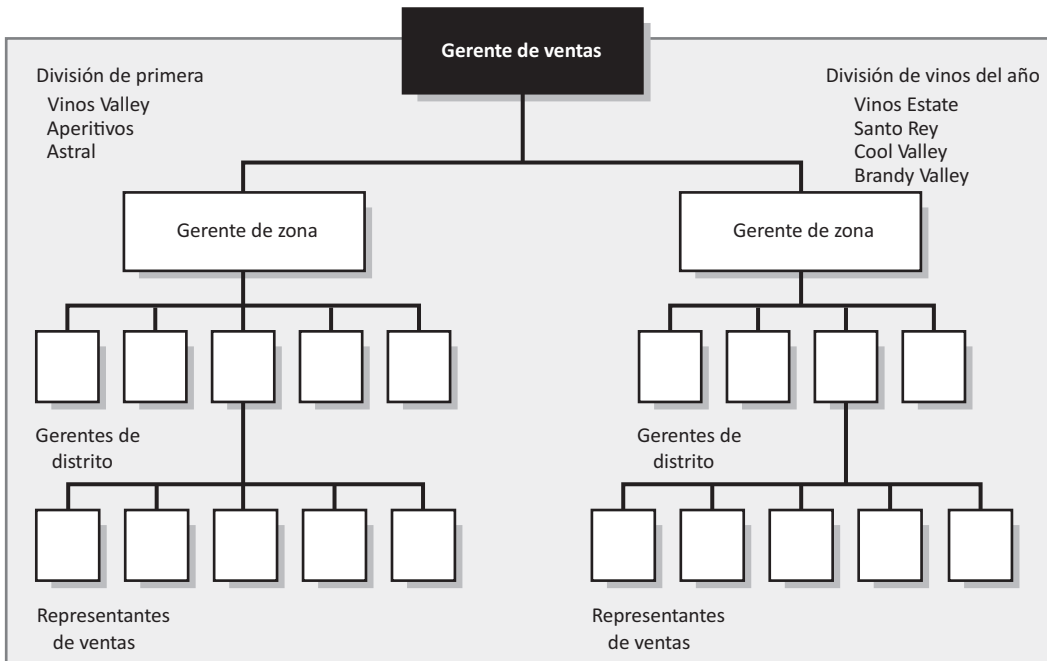 Gerente de ventas
División de primera
Vinos Valley
Aperitivos
Astral
División de vinos del año
Vinos Estate
Santo Rey
Cool Valley
Brandy Valley
Gerente de zona
Gerente de zona
Gerentes de
distrito
Gerentes de
distrito
Representantes
de ventas
Representantes
de ventas